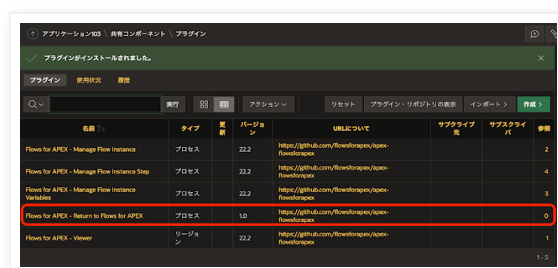 アプリケーション103 \ 共有コンポーネント \ プラグイン
プラグインがインストールされました。
プラグイン 使用状況 履歴
実行 アクション リセット プラグイン・リポジトリの表示 インポート 作成
名前 タイプ 更新 バージョン URLについて サブクライブ元 サブスクライバ 参照
Flows for APEX - Manage Flow Instance プロセス 22.2 https://github.com/flowsforapex/apex-flowsforapex 2
Flows for APEX - Manage Flow Instance Step プロセス 22.2 https://github.com/flowsforapex/apex-flowsforapex 4
Flows for APEX - Manage Flow Instance Variables プロセス 22.2 https://github.com/flowsforapex/apex-flowsforapex 3
Flows for APEX - Return to Flows for APEX プロセス 1.0 https://github.com/flowsforapex/apex-flowsforapex 0
Flows for APEX - Viewer リージョン 22.2 https://github.com/flowsforapex/apex-flowsforapex 1
1 - 5